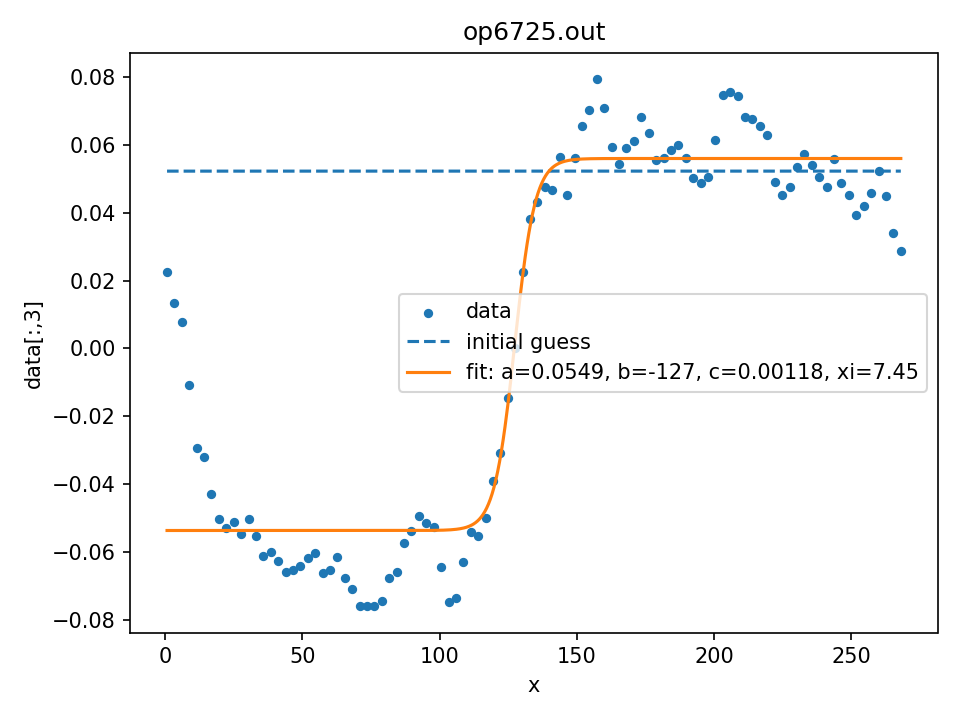 op6725.out
0.08
0.06
0.04
0.02
0.00
−0.02
−0.04
−0.06
−0.08
data[:,3]
data
initial guess
fit: a=0.0549, b=-127, c=0.00118, xi=7.45
0 50 100 150 200 250
x